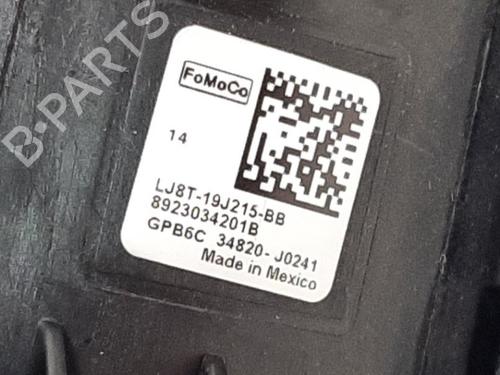 B-PARTS
FoMoCo
14
LJ8T-19J215-BB
8923034201B
GPB6C 34820-J0241
Made in Mexico